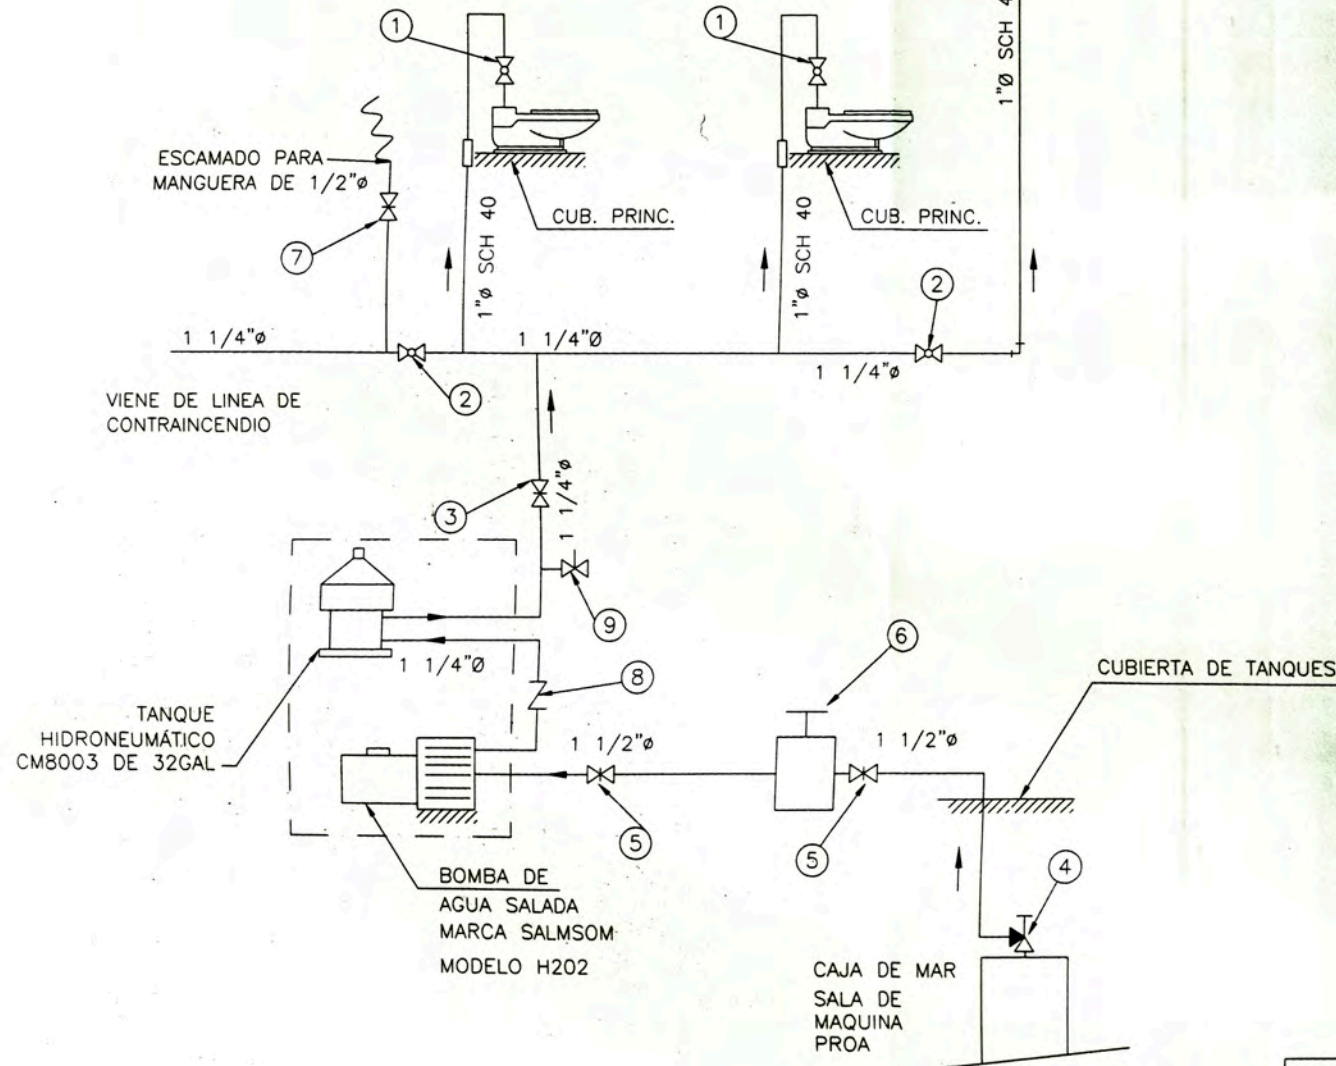 1
1
1"Ø SCH 4
ESCAMADO PARA
MANGUERA DE 1/2"ø
CUB. PRINC.
CUB. PRINC.
7
1"ø SCH 40
1"ø SCH 40
2
1 1/4"ø
1 1/4"Ø
1 1/4"ø
2
VIENE DE LINEA DE
CONTRAINCENDIO
1 1/4"ø
3
9
6
1 1/4"Ø
8
CUBIERTA DE TANQUES
TANQUE
HIDRONEUMÁTICO
CM8003 DE 32GAL
1 1/2"ø
1 1/2"ø
5
5
4
BOMBA DE
AGUA SALADA
MARCA SALMSOM
MODELO H202
CAJA DE MAR
SALA DE
MAQUINA
PROA